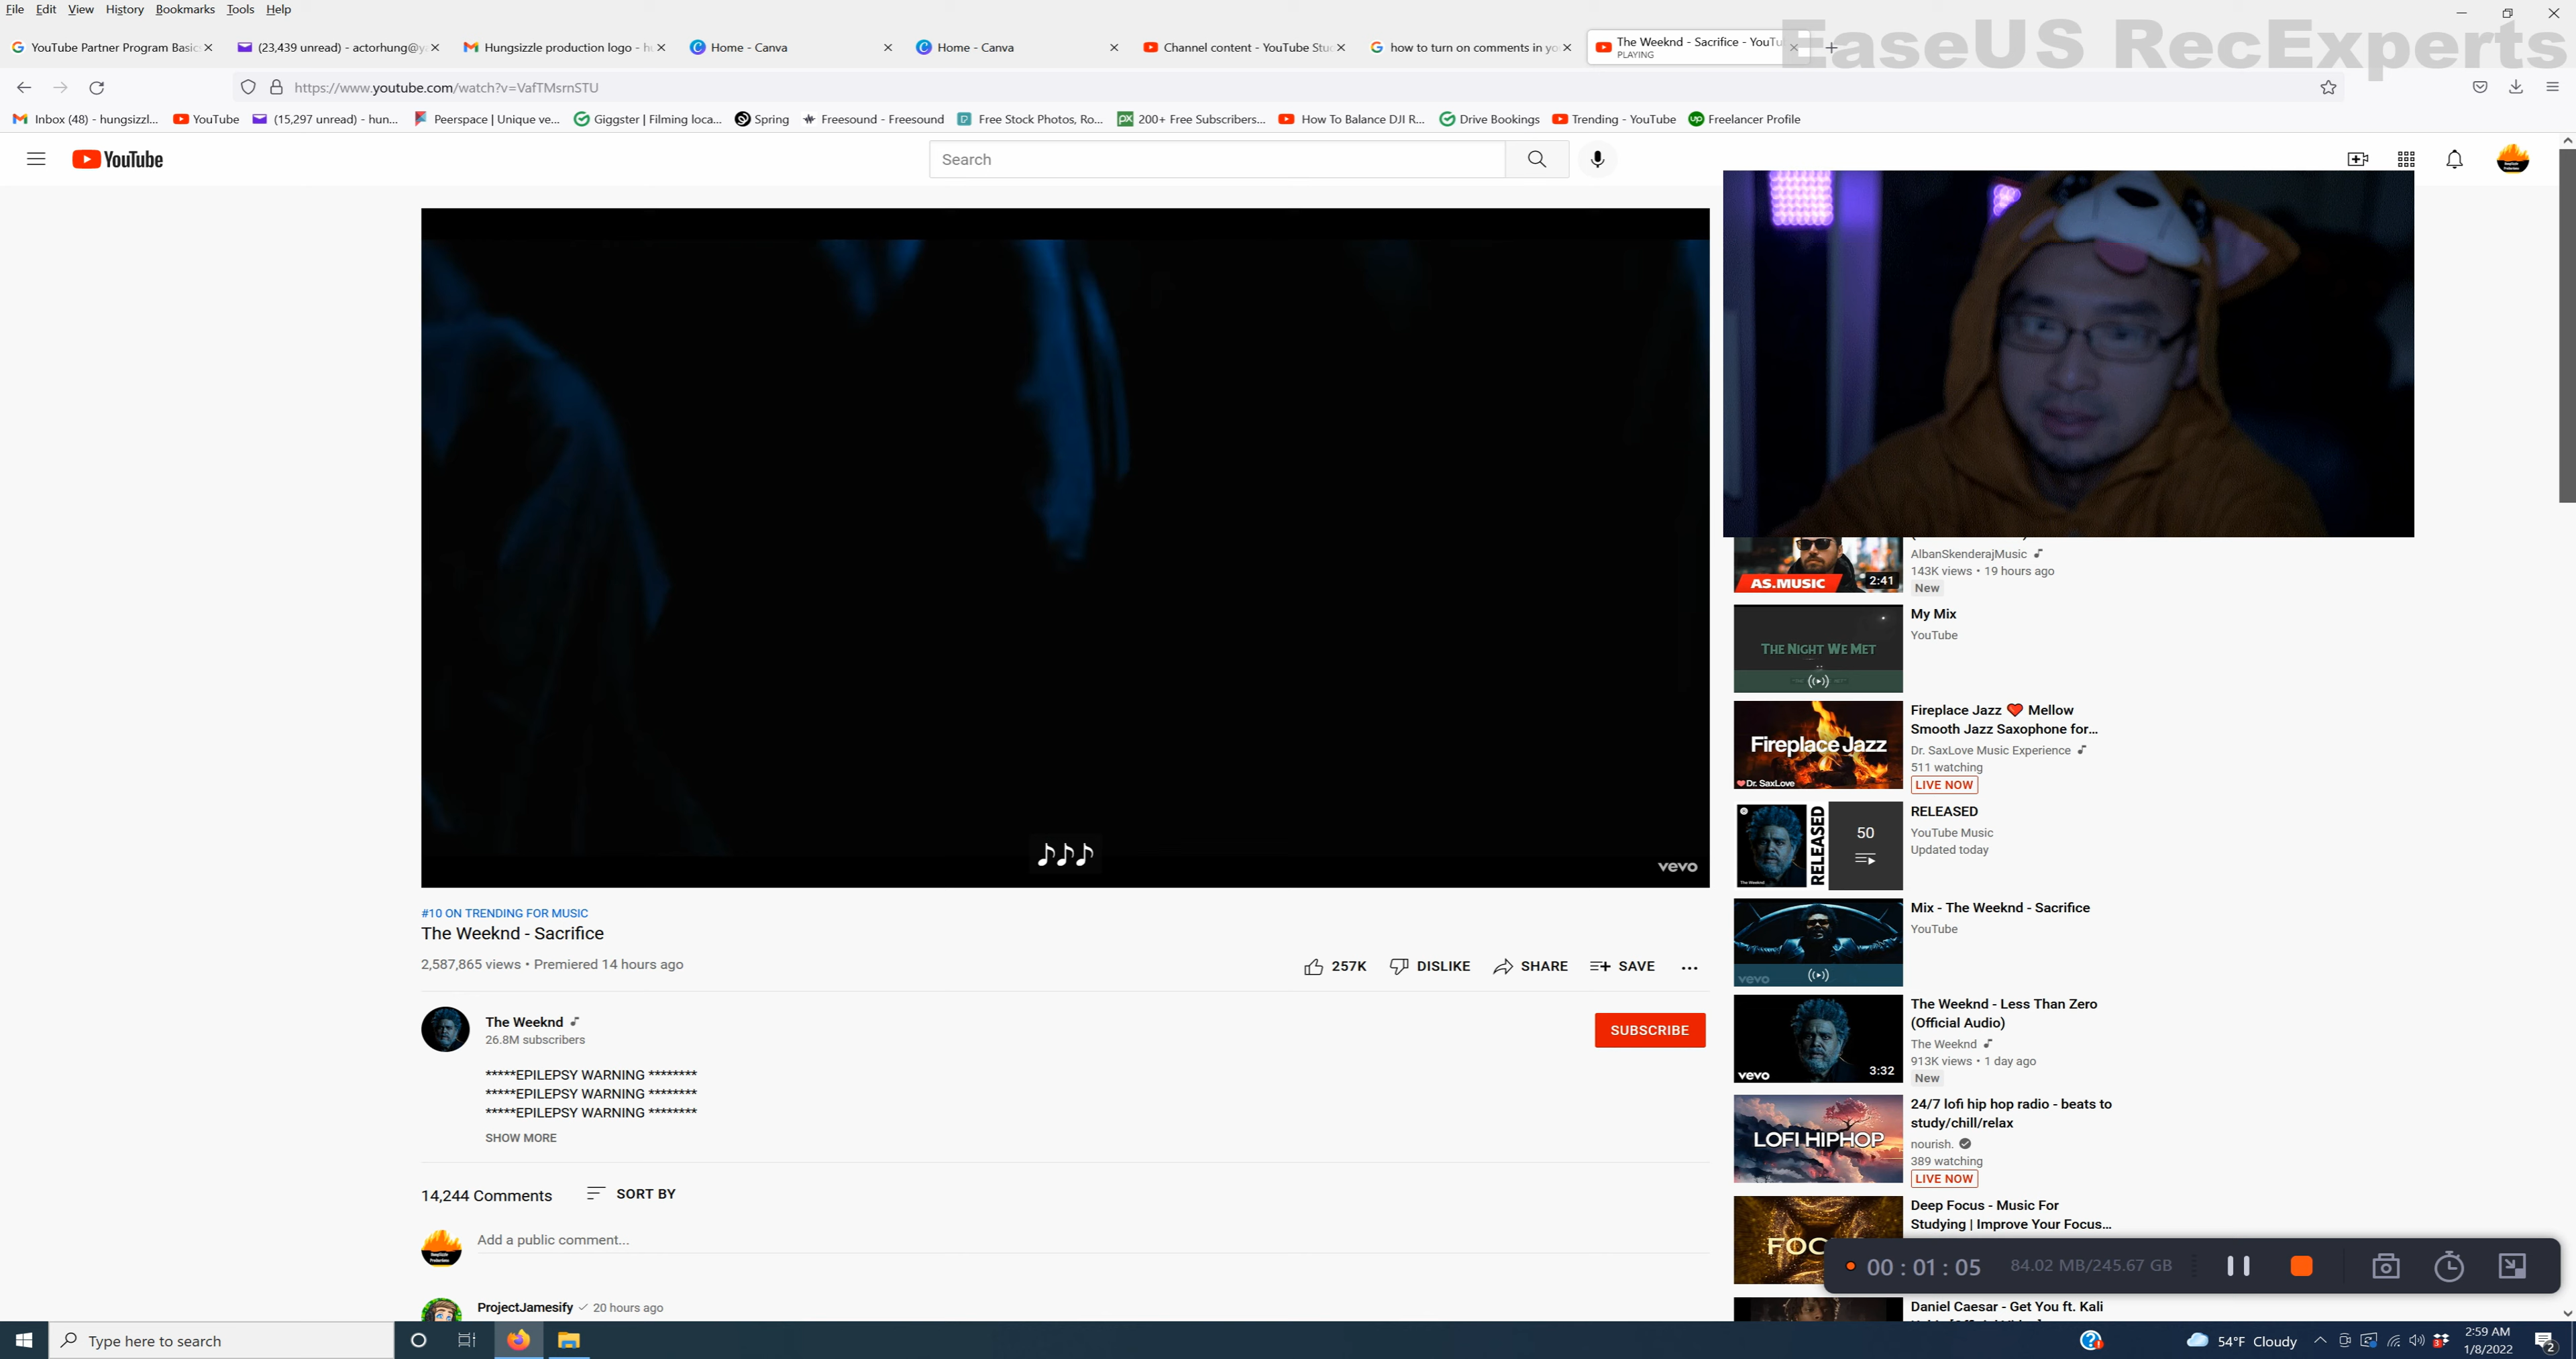 File Edit View History Bookmarks Tools Help
EaseUS RecExperts
YouTube Partner Program Basic
(23,439 unread) - actorhung@y
Hungsizzle production logo - h
Home - Canva
Home - Canva
Channel content - YouTube Stu
how to turn on comments in yo
The Weeknd - Sacrifice - YouTu
PLAYING
https://www.youtube.com/watch?v=VafTMsrnSTU
Inbox (48) - hungsizzl...
YouTube
(15,297 unread) - hun...
Peerspace | Unique ve...
Giggster | Filming loca...
Spring
Freesound - Freesound
Free Stock Photos, Ro...
200+ Free Subscribers...
How To Balance DJI R...
Drive Bookings
Trending - YouTube
Freelancer Profile
YouTube
Search
♪♪♪
vevo
#10 ON TRENDING FOR MUSIC
The Weeknd - Sacrifice
2,587,865 views • Premiered 14 hours ago
257K DISLIKE SHARE SAVE ...
The Weeknd
26.8M subscribers
SUBSCRIBE
*****EPILEPSY WARNING ********
*****EPILEPSY WARNING ********
*****EPILEPSY WARNING ********
SHOW MORE
14,244 Comments SORT BY
Add a public comment...
ProjectJamesify 20 hours ago
AS.MUSIC
2:41
AlbanSkenderajMusic
143K views • 19 hours ago
New
THE NIGHT WE MET
My Mix
YouTube
Fireplace Jazz
Dr. SaxLove
Fireplace Jazz ❤️ Mellow
Smooth Jazz Saxophone for...
Dr. SaxLove Music Experience
511 watching
LIVE NOW
The Weeknd
RELEASED
50
RELEASED
YouTube Music
Updated today
vevo
Mix - The Weeknd - Sacrifice
YouTube
vevo
3:32
The Weeknd - Less Than Zero
(Official Audio)
The Weeknd
913K views • 1 day ago
New
LOFI HIPHOP
24/7 lofi hip hop radio - beats to
study/chill/relax
nourish.
389 watching
LIVE NOW
Deep Focus - Music For
Studying | Improve Your Focus...
00 : 01 : 05
84.02 MB/245.67 GB
Daniel Caesar - Get You ft. Kali
Type here to search
54°F Cloudy
2:59 AM
1/8/2022
2